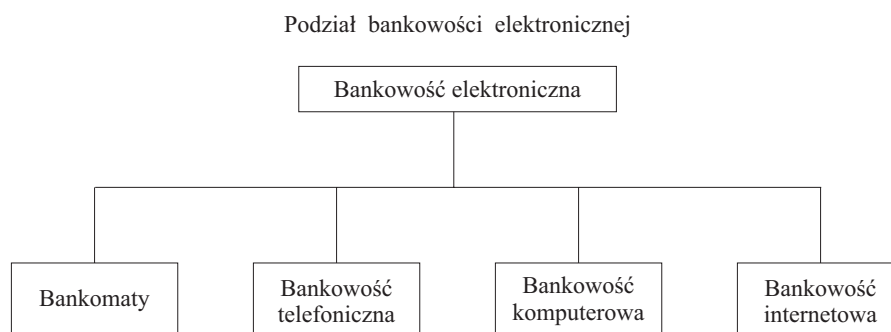 Podział bankowości elektronicznej
Bankowość elektroniczna
Bankomaty
Bankowość
telefoniczna
Bankowość
komputerowa
Bankowość
internetowa